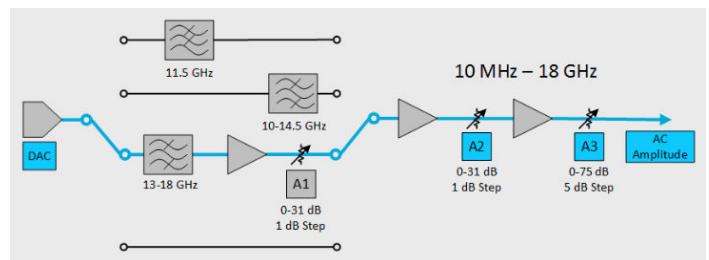 11.5 GHz
10 MHz – 18 GHz
10-14.5 GHz
DAC
13-18 GHz
A1
0-31 dB
1 dB Step
A2
0-31 dB
1 dB Step
A3
0-75 dB
5 dB Step
AC
Amplitude